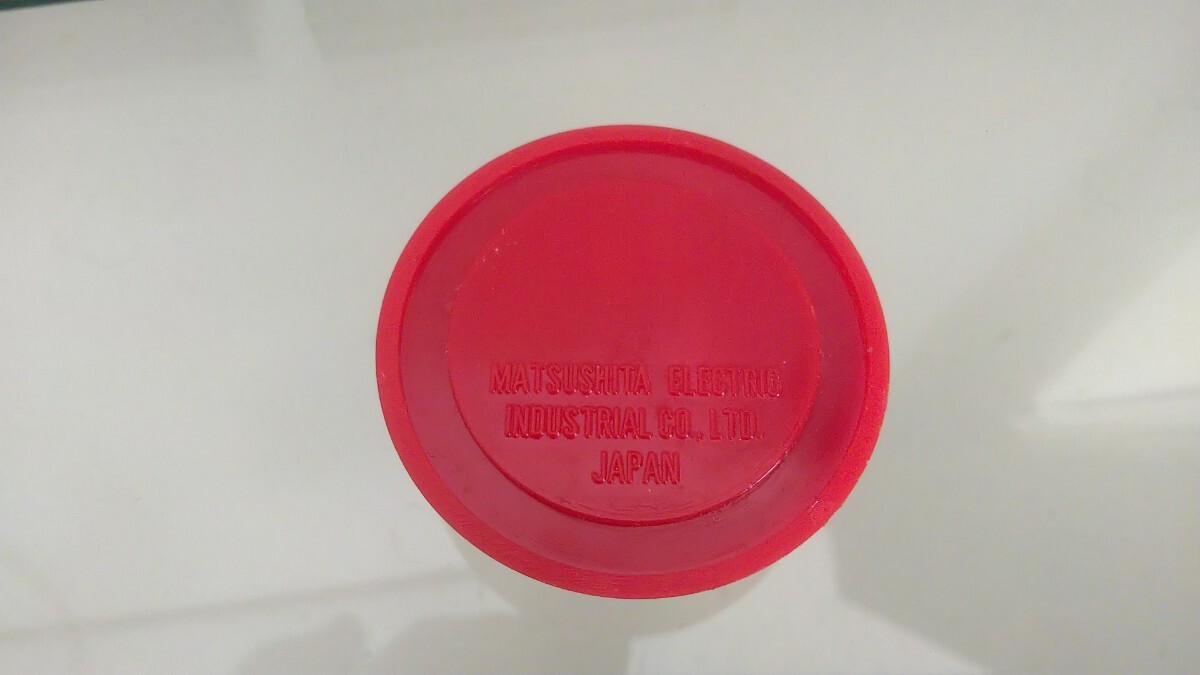 MATSUSHITA ELECTRIC
INDUSTRIAL CO., LTD.
JAPAN